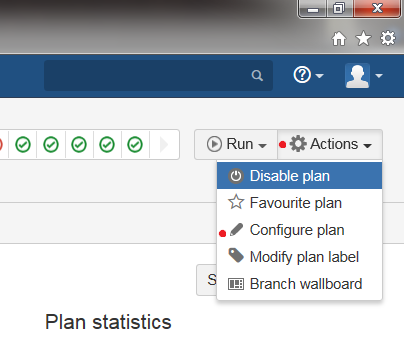 Run
Actions
Disable plan
Favourite plan
Configure plan
Modify plan label
Branch wallboard
S
Plan statistics